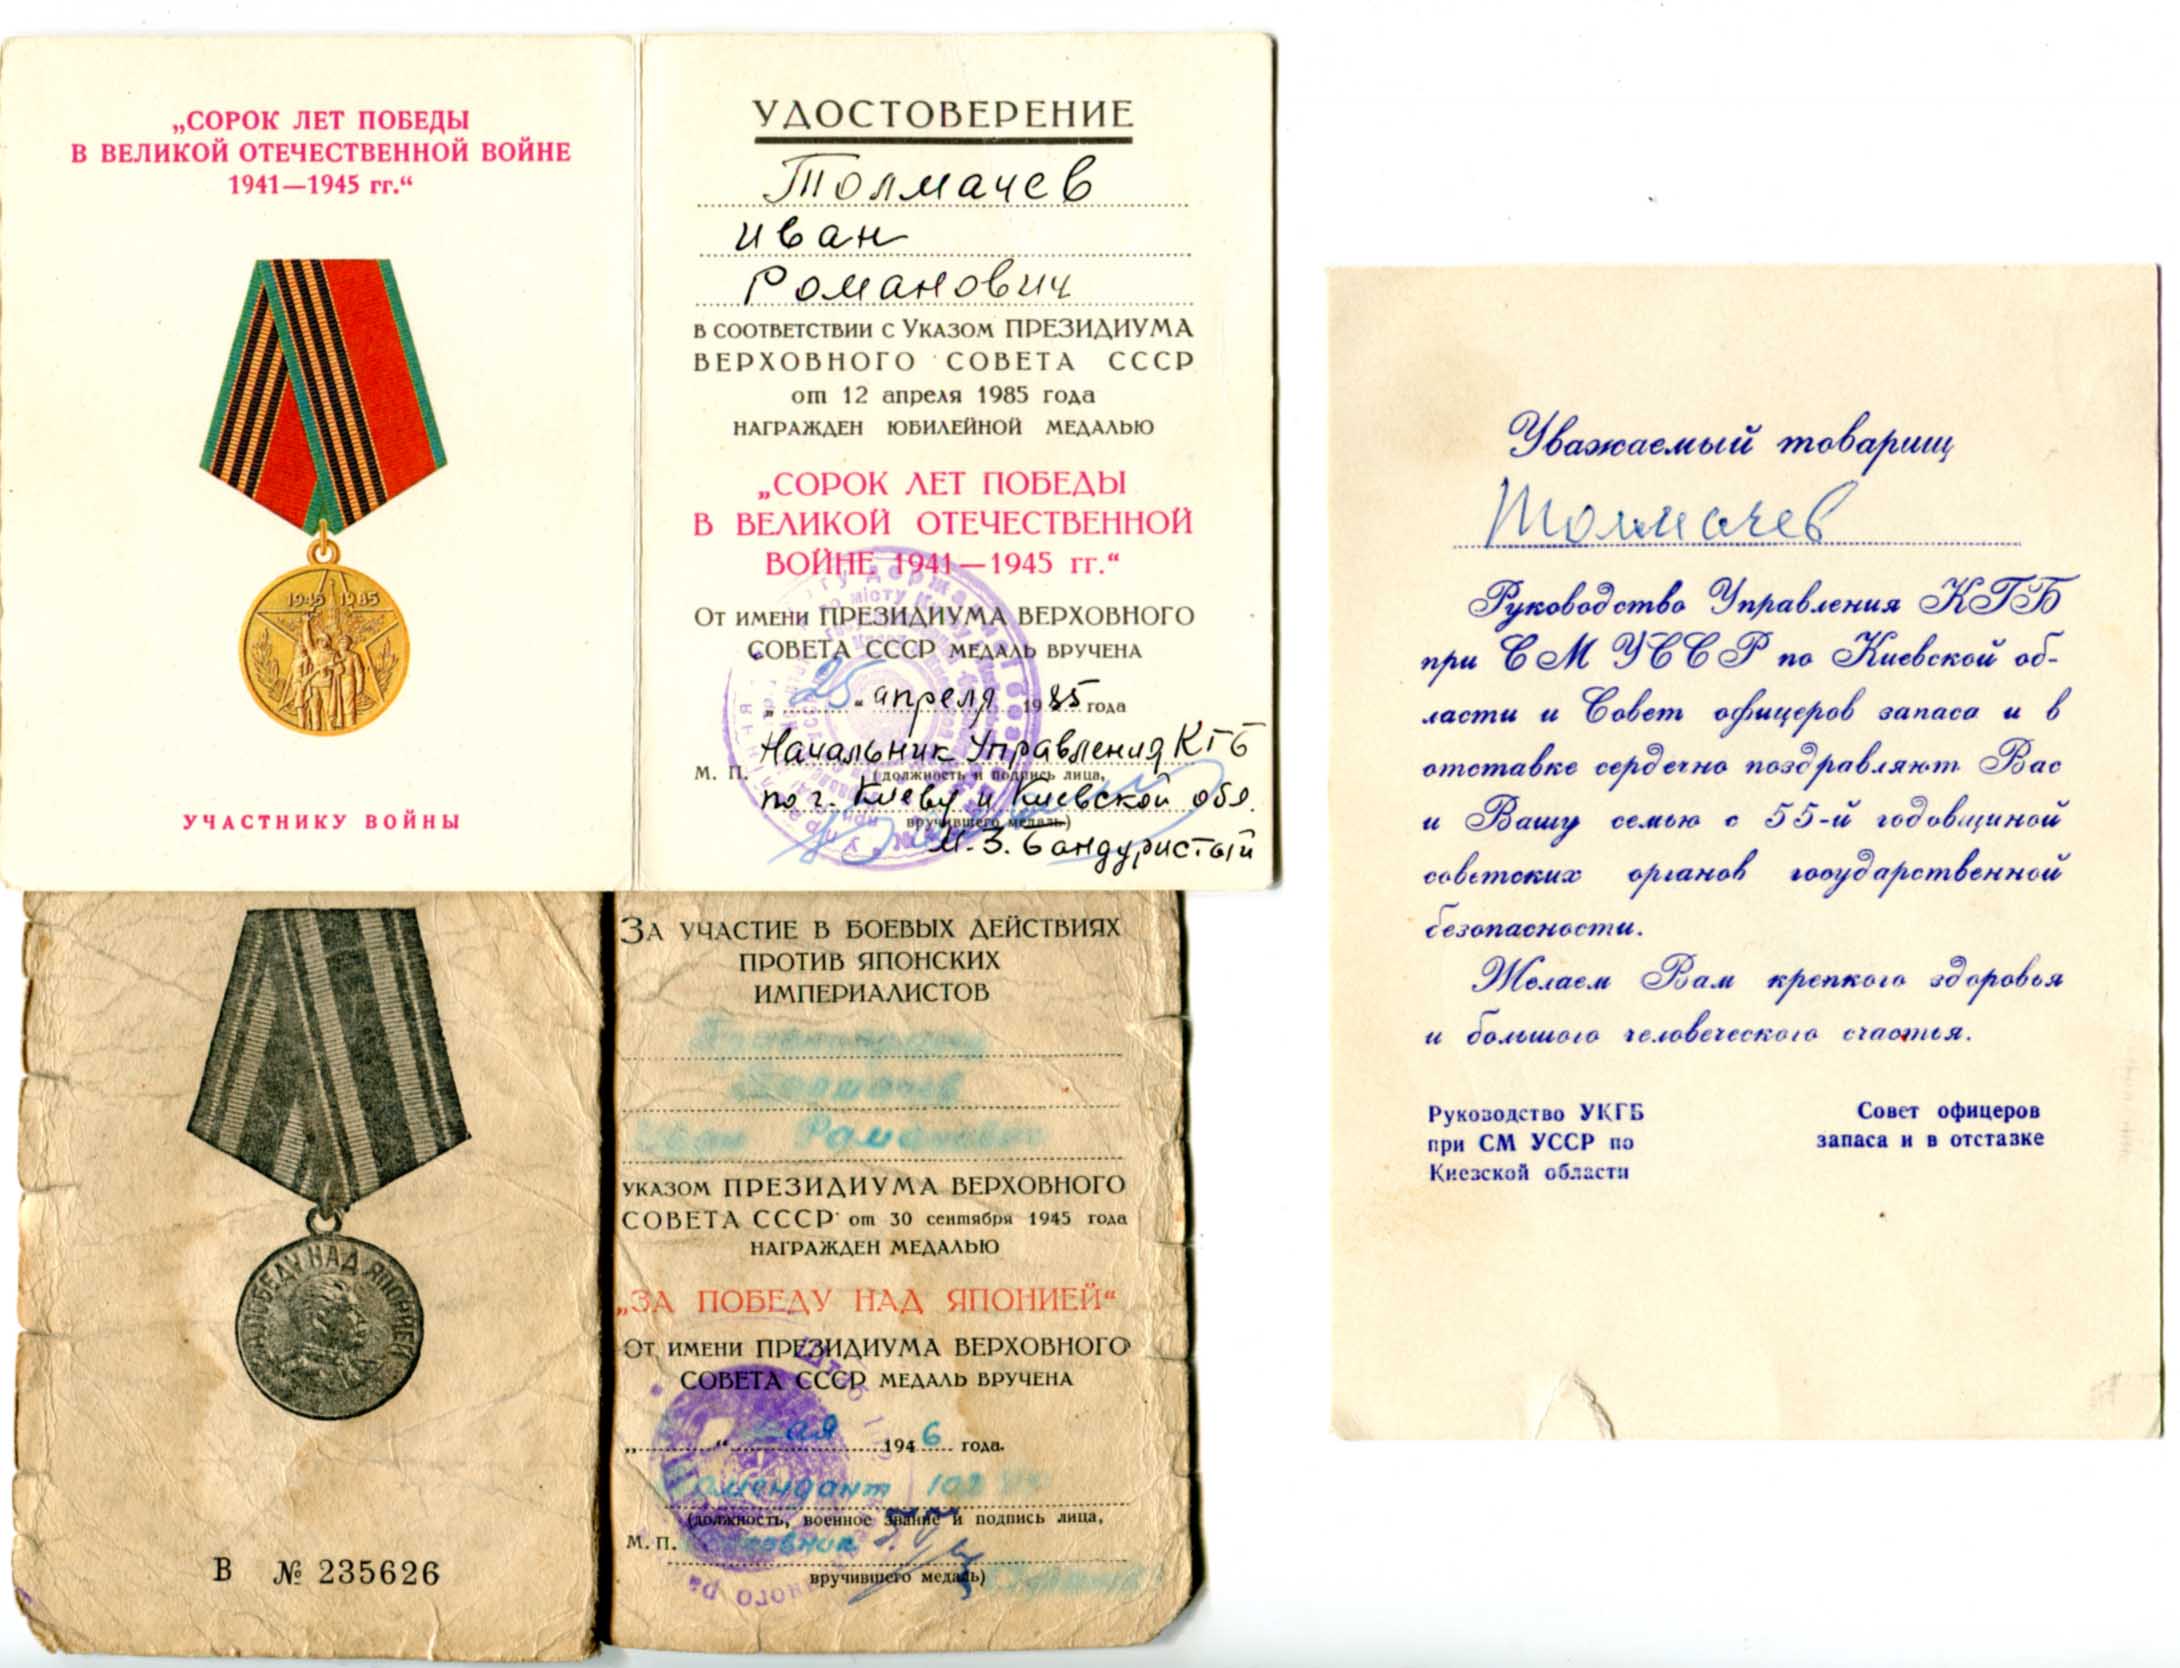 „СОРОК ЛЕТ ПОБЕДЫ
В ВЕЛИКОЙ ОТЕЧЕСТВЕННОЙ ВОЙНЕ
1941—1945 гг.“
1945 1985
УЧАСТНИКУ ВОЙНЫ
УДОСТОВЕРЕНИЕ
Толмачев
Иван
Романович
в соответствии с Указом ПРЕЗИДИУМА
ВЕРХОВНОГО СОВЕТА СССР
от 12 апреля 1985 года
НАГРАЖДЕН ЮБИЛЕЙНОЙ МЕДАЛЬЮ
„СОРОК ЛЕТ ПОБЕДЫ
В ВЕЛИКОЙ ОТЕЧЕСТВЕННОЙ
ВОЙНЕ 1941—1945 гг.“
От имени ПРЕЗИДИУМА ВЕРХОВНОГО
СОВЕТА СССР МЕДАЛЬ ВРУЧЕНА
„25“ апреля 1985 года
Начальник Управления КГБ
М. П. (должность и подпись лица,
по г. Киеву и Киевской обл.
вручившего медаль)
М.З. Бандуристый
ЗА ПОБЕДУ НАД ЯПОНИЕЙ
В № 235626
ЗА УЧАСТИЕ В БОЕВЫХ ДЕЙСТВИЯХ
ПРОТИВ ЯПОНСКИХ
ИМПЕРИАЛИСТОВ
Толмачев
Иван Романович
УКАЗОМ ПРЕЗИДИУМА ВЕРХОВНОГО
СОВЕТА СССР от 30 сентября 1945 года
НАГРАЖДЕН МЕДАЛЬЮ
„ЗА ПОБЕДУ НАД ЯПОНИЕЙ“
От имени ПРЕЗИДИУМА ВЕРХОВНОГО
СОВЕТА СССР МЕДАЛЬ ВРУЧЕНА
„ “ мая 1946 года.
Комендант 102
(должность, военное звание и подпись лица,
М. П.
вручившего медаль)
Уважаемый товарищ
Толмачев
Руководство Управления КГБ
при СМ УССР по Киевской об-
ласти и Совет офицеров запаса и в
отставке сердечно поздравляют Вас
и Вашу семью с 55-й годовщиной
советских органов государственной
безопасности.
Желаем Вам крепкого здоровья
и большого человеческого счастья.
Руководство УКГБ
при СМ УССР по
Киевской области
Совет офицеров
запаса и в отставке